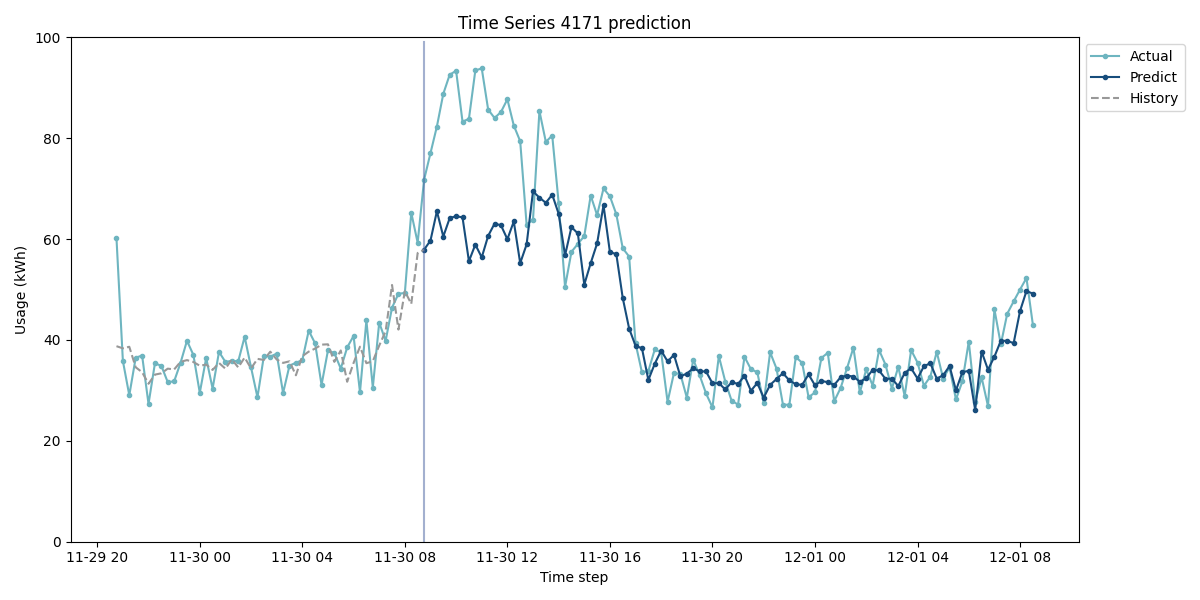 Time Series 4171 prediction
Usage (kWh)
100
80
60
40
20
0
11-29 20
11-30 00
11-30 04
11-30 08
11-30 12
11-30 16
11-30 20
12-01 00
12-01 04
12-01 08
Time step
Actual
Predict
History